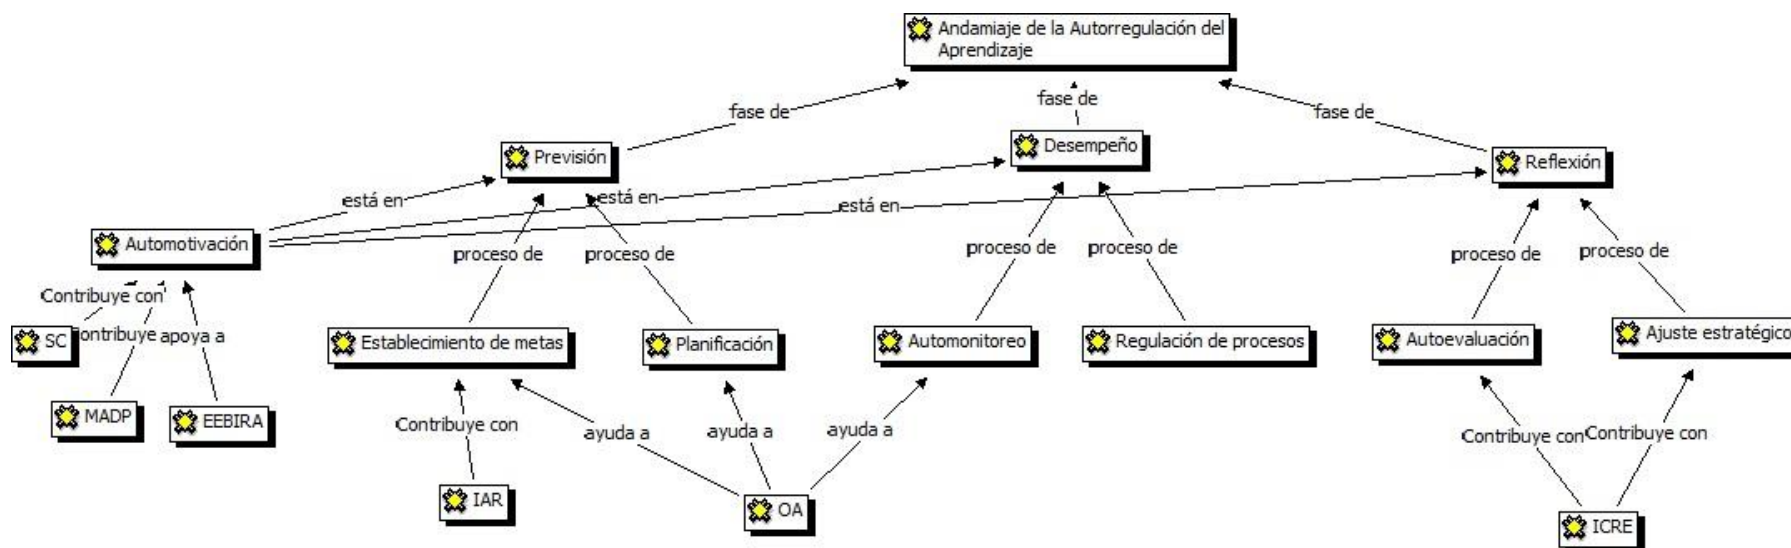 Andamiaje de la Autorregulación del
Aprendizaje
fase de
fase de
fase de
Previsión
Desempeño
Reflexión
está en
está en
está en
Automotivación
proceso de
proceso de
proceso de
proceso de
proceso de
proceso de
Contribuye con
SC
ontribuye
apoya a
Establecimiento de metas
Planificación
Automonitoreo
Regulación de procesos
Autoevaluación
Ajuste estratégico
MADP
EEBIRA
Contribuye con
ayuda a
ayuda a
ayuda a
Contribuye con
Contribuye con
IAR
OA
ICRE